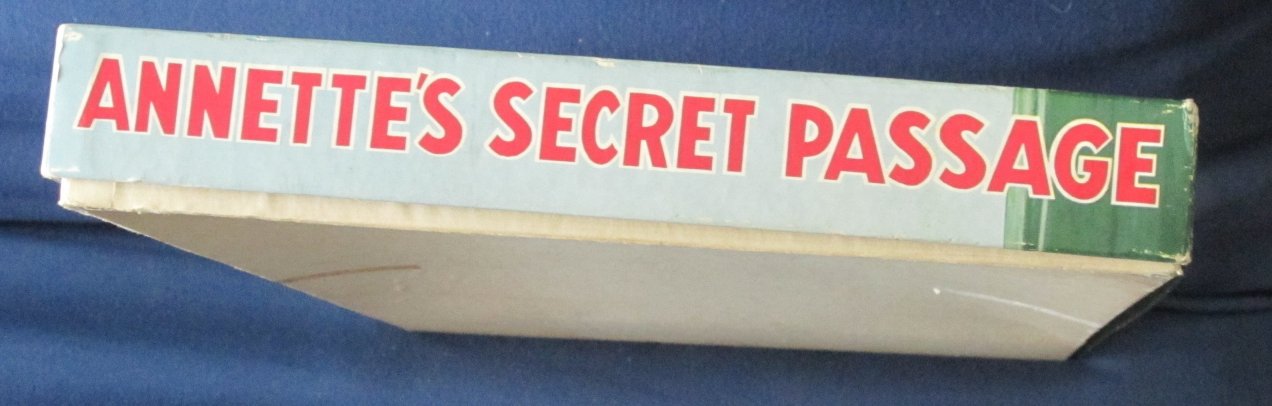 ANNETTE'S SECRET PASSAGE